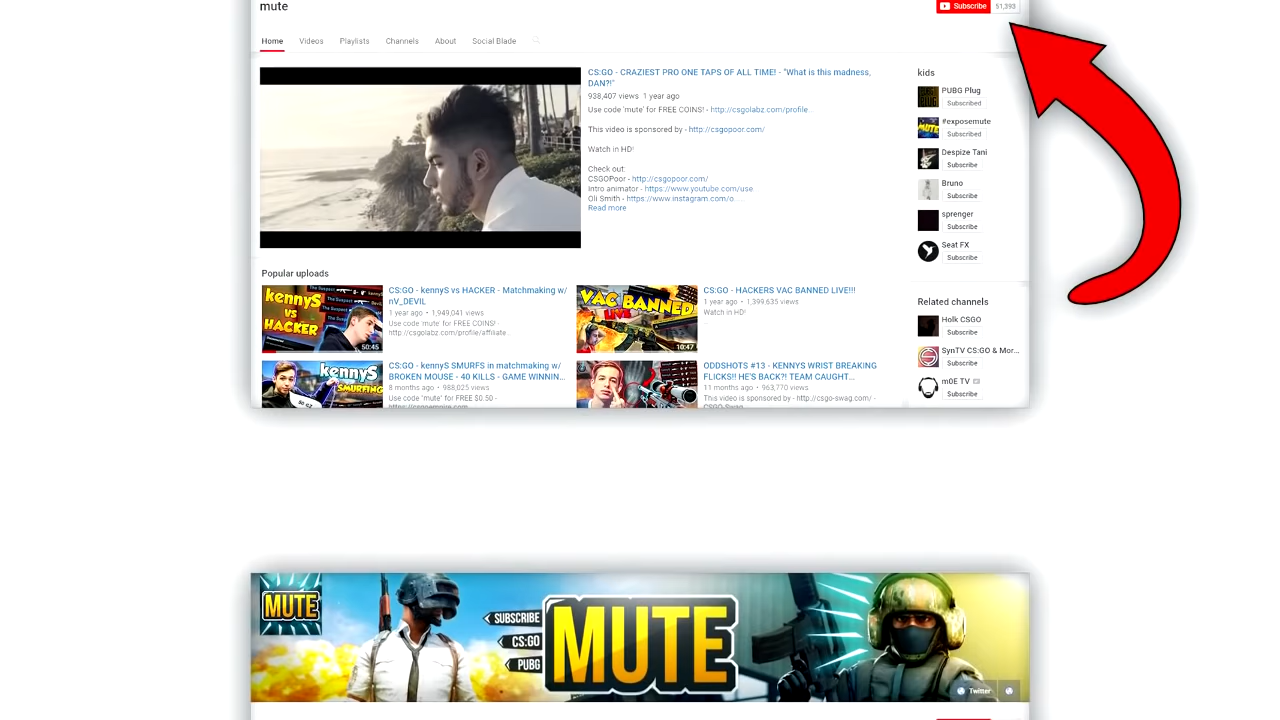 mute
Subscribe 51,393
Home Videos Playlists Channels About Social Blade
CS:GO - CRAZIEST PRO ONE TAPS OF ALL TIME! - "What is this madness,
DAN?!"
938,407 views 1 year ago
Use code 'mute' for FREE COINS! - http://csgolabz.com/profile...
This video is sponsored by - http://csgopoor.com/
Watch in HD!
Check out:
CSGOPoor - http://csgopoor.com/
Intro animator - https://www.youtube.com/use...
Oli Smith - https://www.instagram.com/o...
Read more
kids
PUBG Plug
Subscribed
#exposemute
Subscribed
Despize Tani
Subscribe
Bruno
Subscribe
sprenger
Subscribe
Seat FX
Subscribe
Popular uploads
kennyS
VS
HACKER
50:45
CS:GO - kennyS vs HACKER - Matchmaking w/
nV_DEVIL
1 year ago • 1,949,041 views
Use code 'mute' for FREE COINS! -
http://csgolabz.com/profile/affiliate...
VAC BANNED
LIVE
10:47
CS:GO - HACKERS VAC BANNED LIVE!!!
1 year ago • 1,399,635 views
Watch in HD!
kennyS
SMURFING
CS:GO - kennyS SMURFS in matchmaking w/
BROKEN MOUSE - 40 KILLS - GAME WINNIN...
8 months ago • 988,025 views
Use code 'mute' for FREE $0.50 -
ODDSHOTS #13 - KENNYS WRIST BREAKING
FLICKS!! HE'S BACK?! TEAM CAUGHT...
11 months ago • 963,770 views
This video is sponsored by - http://csgo-swag.com/ -
CSGO-Swag
Related channels
Holk CSGO
Subscribe
SynTV CS:GO & Mor...
Subscribe
m0E TV
Subscribe
MUTE
SUBSCRIBE
CS:GO
PUBG
MUTE
Twitter